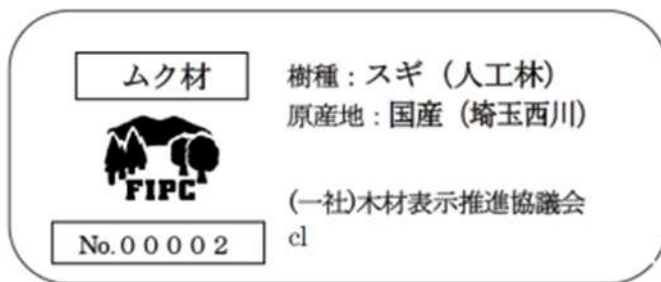 ムク材
樹種：スギ（人工林）
原産地：国産（埼玉西川）
FIPC
(一社)木材表示推進協議会
No.００００２
cl